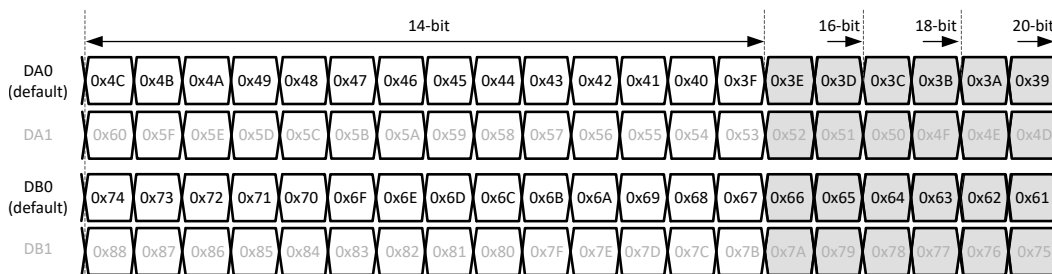 14-bit 16-bit 18-bit 20-bit
DA0 (default) 0x4C 0x4B 0x4A 0x49 0x48 0x47 0x46 0x45 0x44 0x43 0x42 0x41 0x40 0x3F 0x3E 0x3D 0x3C 0x3B 0x3A 0x39
DA1 0x60 0x5F 0x5E 0x5D 0x5C 0x5B 0x5A 0x59 0x58 0x57 0x56 0x55 0x54 0x53 0x52 0x51 0x50 0x4F 0x4E 0x4D
DB0 (default) 0x74 0x73 0x72 0x71 0x70 0x6F 0x6E 0x6D 0x6C 0x6B 0x6A 0x69 0x68 0x67 0x66 0x65 0x64 0x63 0x62 0x61
DB1 0x88 0x87 0x86 0x85 0x84 0x83 0x82 0x81 0x80 0x7F 0x7E 0x7D 0x7C 0x7B 0x7A 0x79 0x78 0x77 0x76 0x75